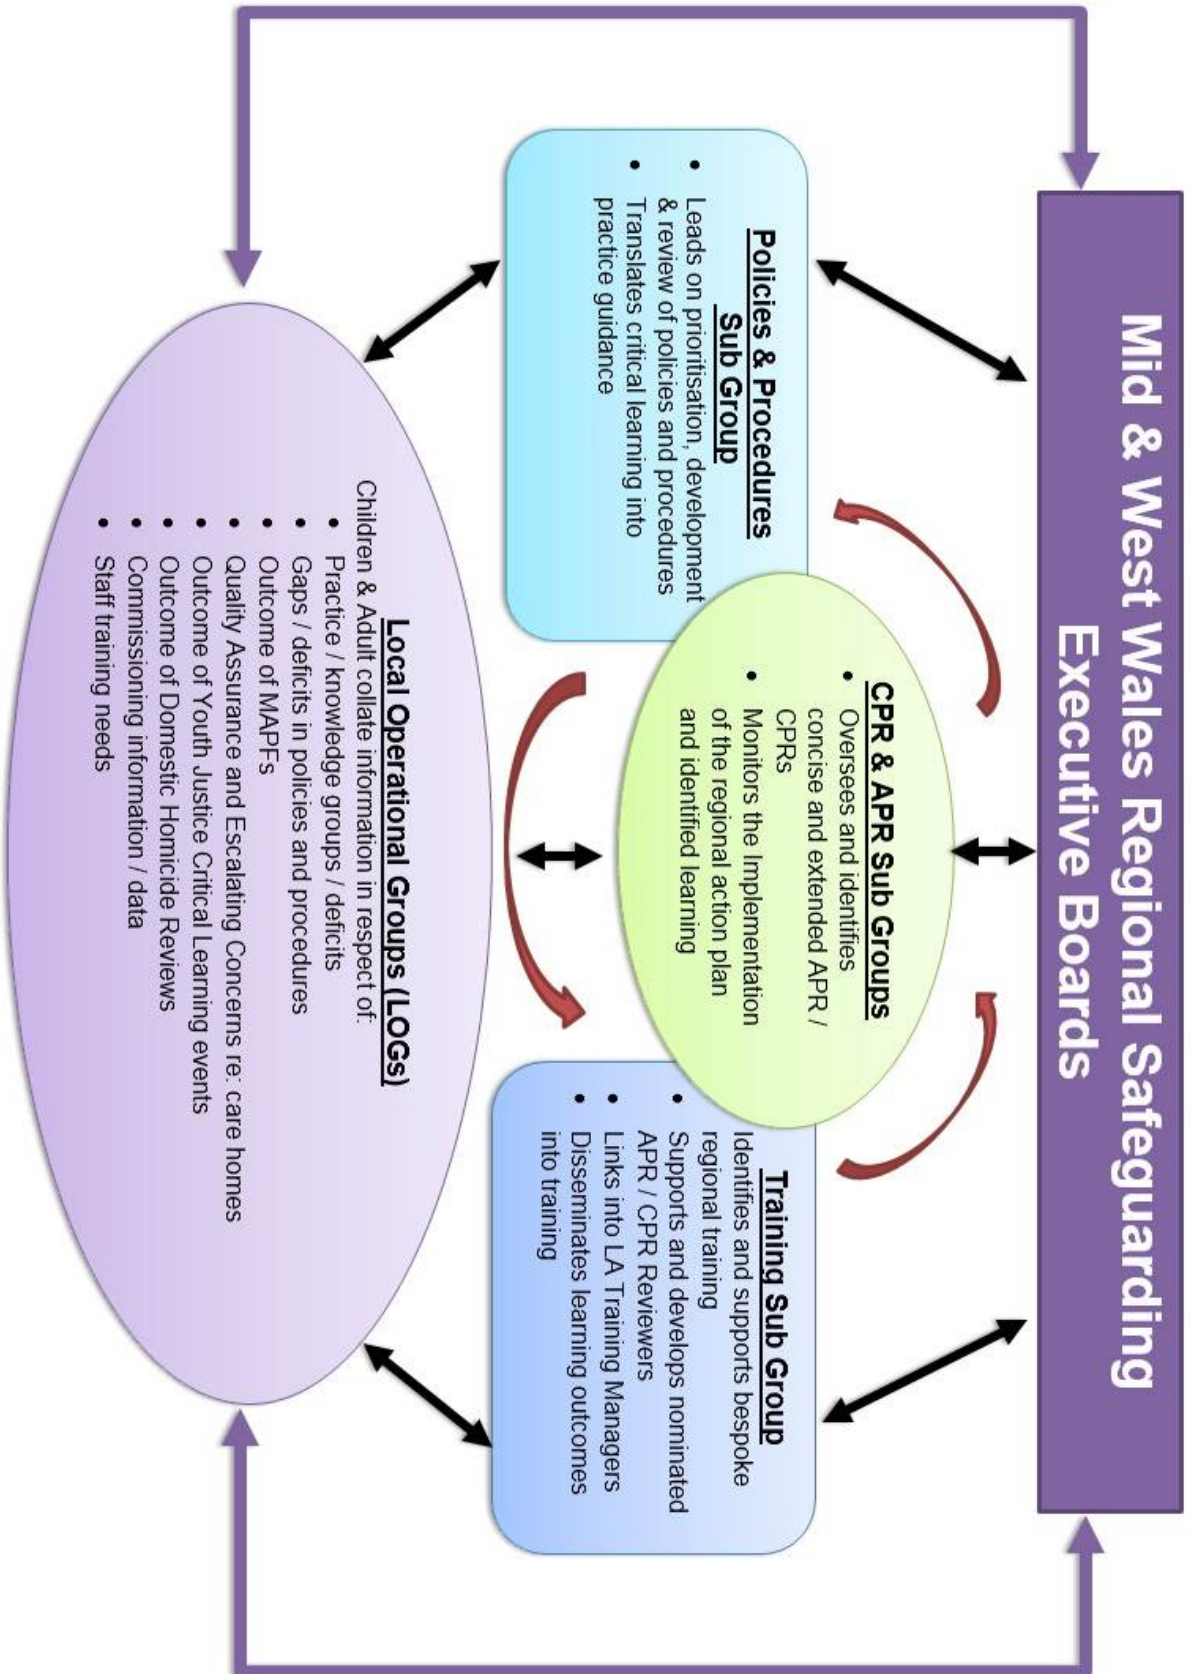 Mid & West Wales Regional Safeguarding
Executive Boards
Policies & Procedures
Sub Group
• Leads on prioritisation, development
& review of policies and procedures
• Translates critical learning into
practice guidance
CPR & APR Sub Groups
• Oversees and identifies
concise and extended APR /
CPRs
• Monitors the Implementation
of the regional action plan
and identified learning
Training Sub Group
Identifies and supports bespoke
regional training
• Supports and develops nominated
APR / CPR Reviewers
• Links into LA Training Managers
• Disseminates learning outcomes
into training
Local Operational Groups (LOGs)
Children & Adult collate information in respect of:
• Practice / knowledge groups / deficits
• Gaps / deficits in policies and procedures
• Outcome of MAPFs
• Quality Assurance and Escalating Concerns re: care homes
• Outcome of Youth Justice Critical Learning events
• Outcome of Domestic Homicide Reviews
• Commissioning information / data
• Staff training needs